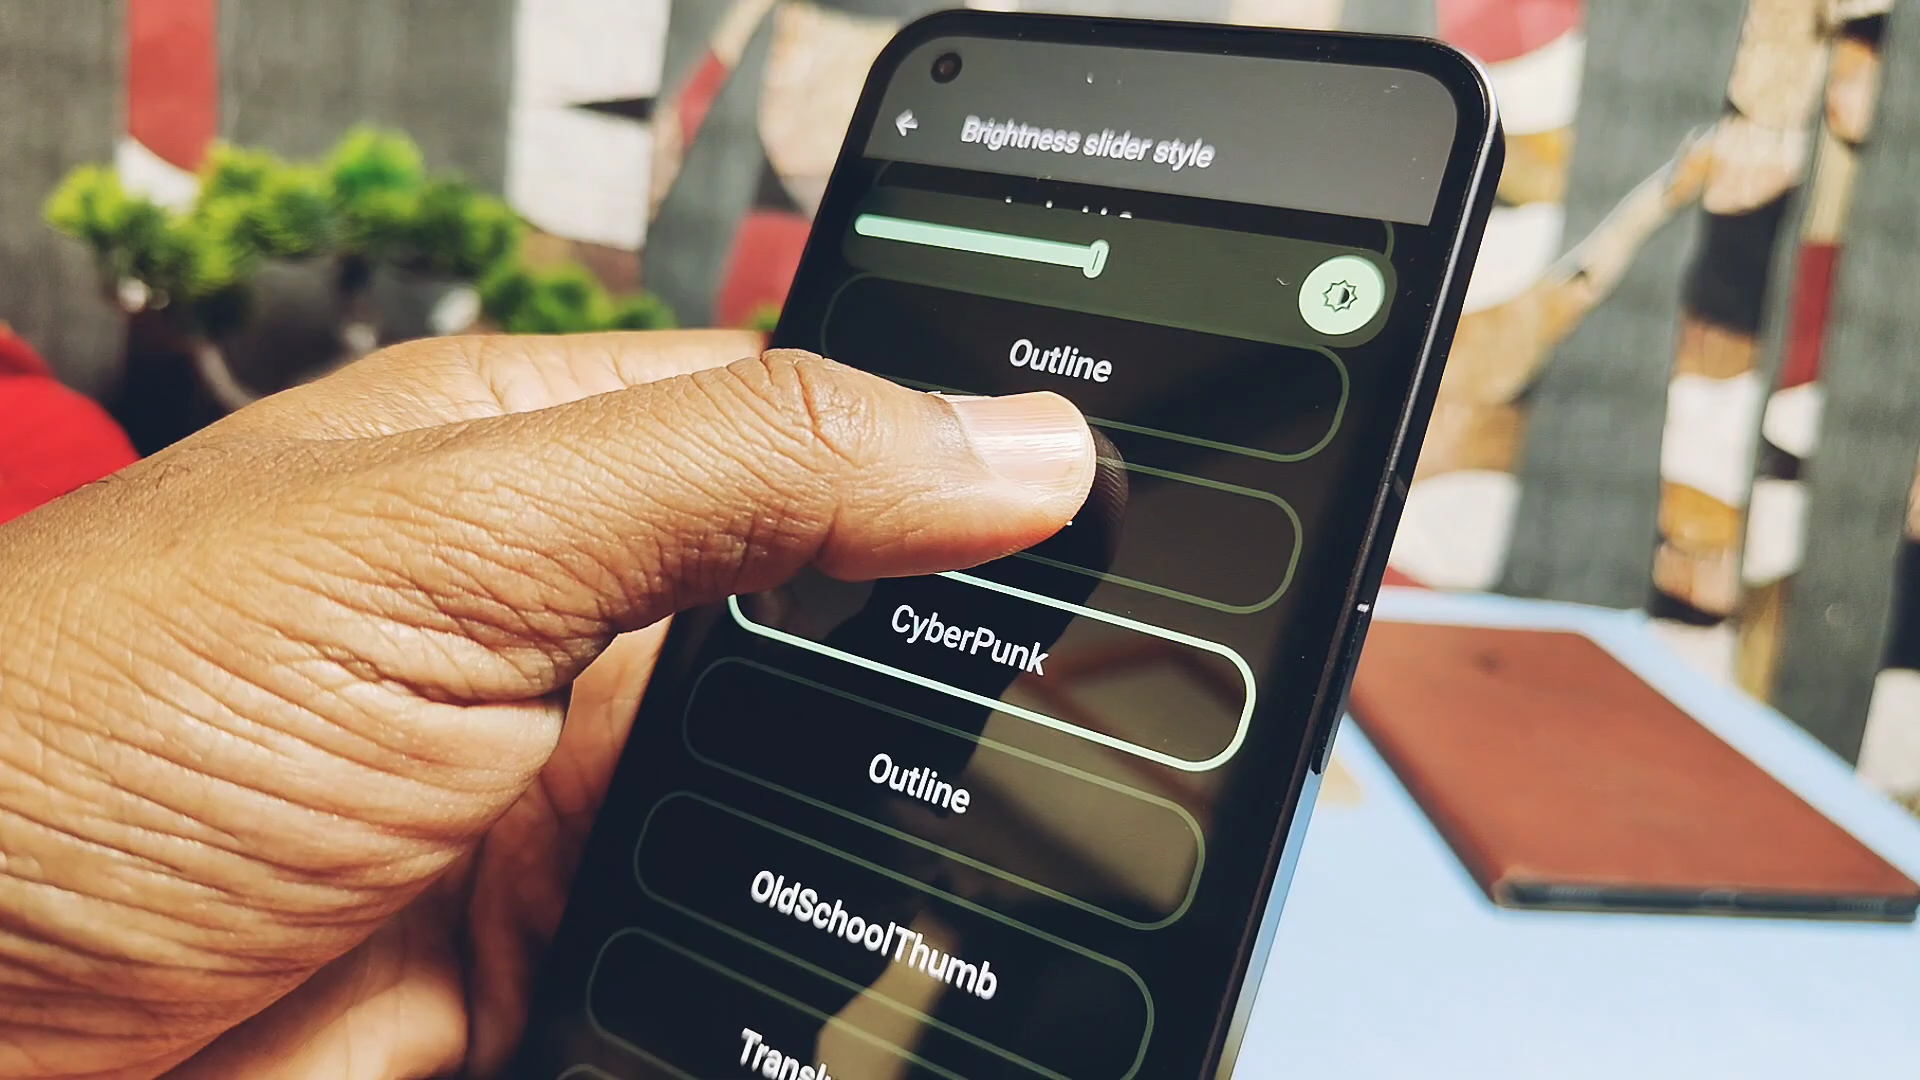 Brightness slider style
Outline
CyberPunk
Outline
OldSchoolThumb